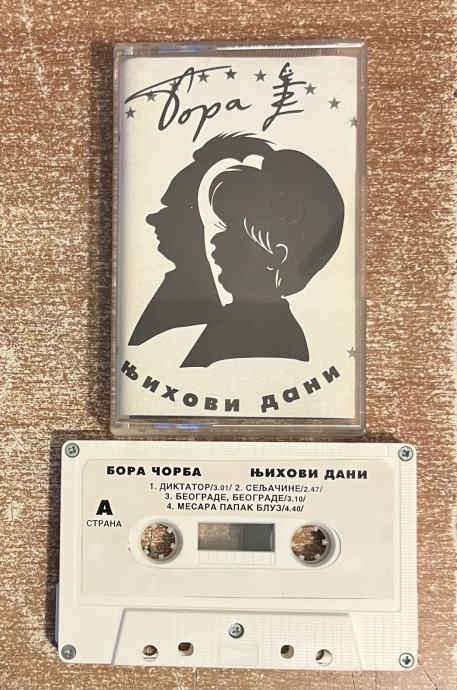 Бора
њихови дани
БОРА ЧОРБА
ЊИХОВИ ДАНИ
1. ДИКТАТОР/3.01/ 2. СЕЉАЧИНЕ/2.47/
3. БЕОГРАДЕ, БЕОГРАДЕ/3.10/
4. МЕСАРА ПАПАК БЛУЗ/4.40/
А
СТРАНА